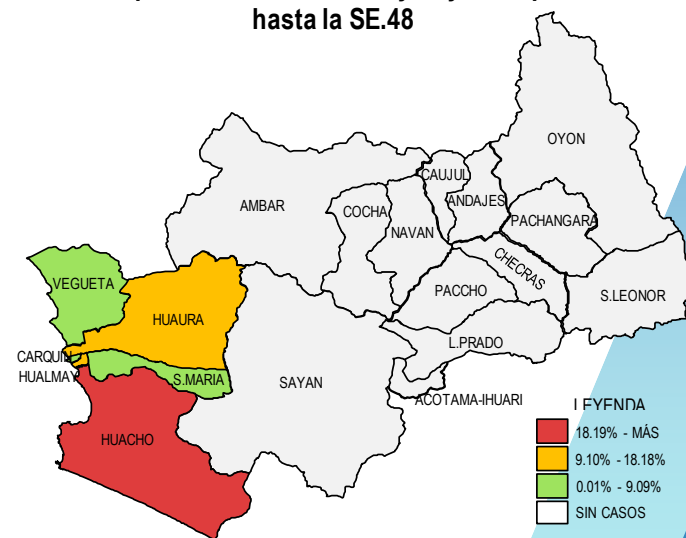 hasta la SE.48
OYON
CAUJUL
ANDAJES
AMBAR
COCHA
PACHANGARA
NAVAN
CHECRAS
VEGUETA
PACCHO
S.LEONOR
HUAURA
L.PRADO
CARQUIN
HUALMAY
S.MARIA
SAYAN
ACOTAMA-IHUARI
LEYENDA
HUACHO
18.19% - MÁS
9.10% - 18.18%
0.01% - 9.09%
SIN CASOS